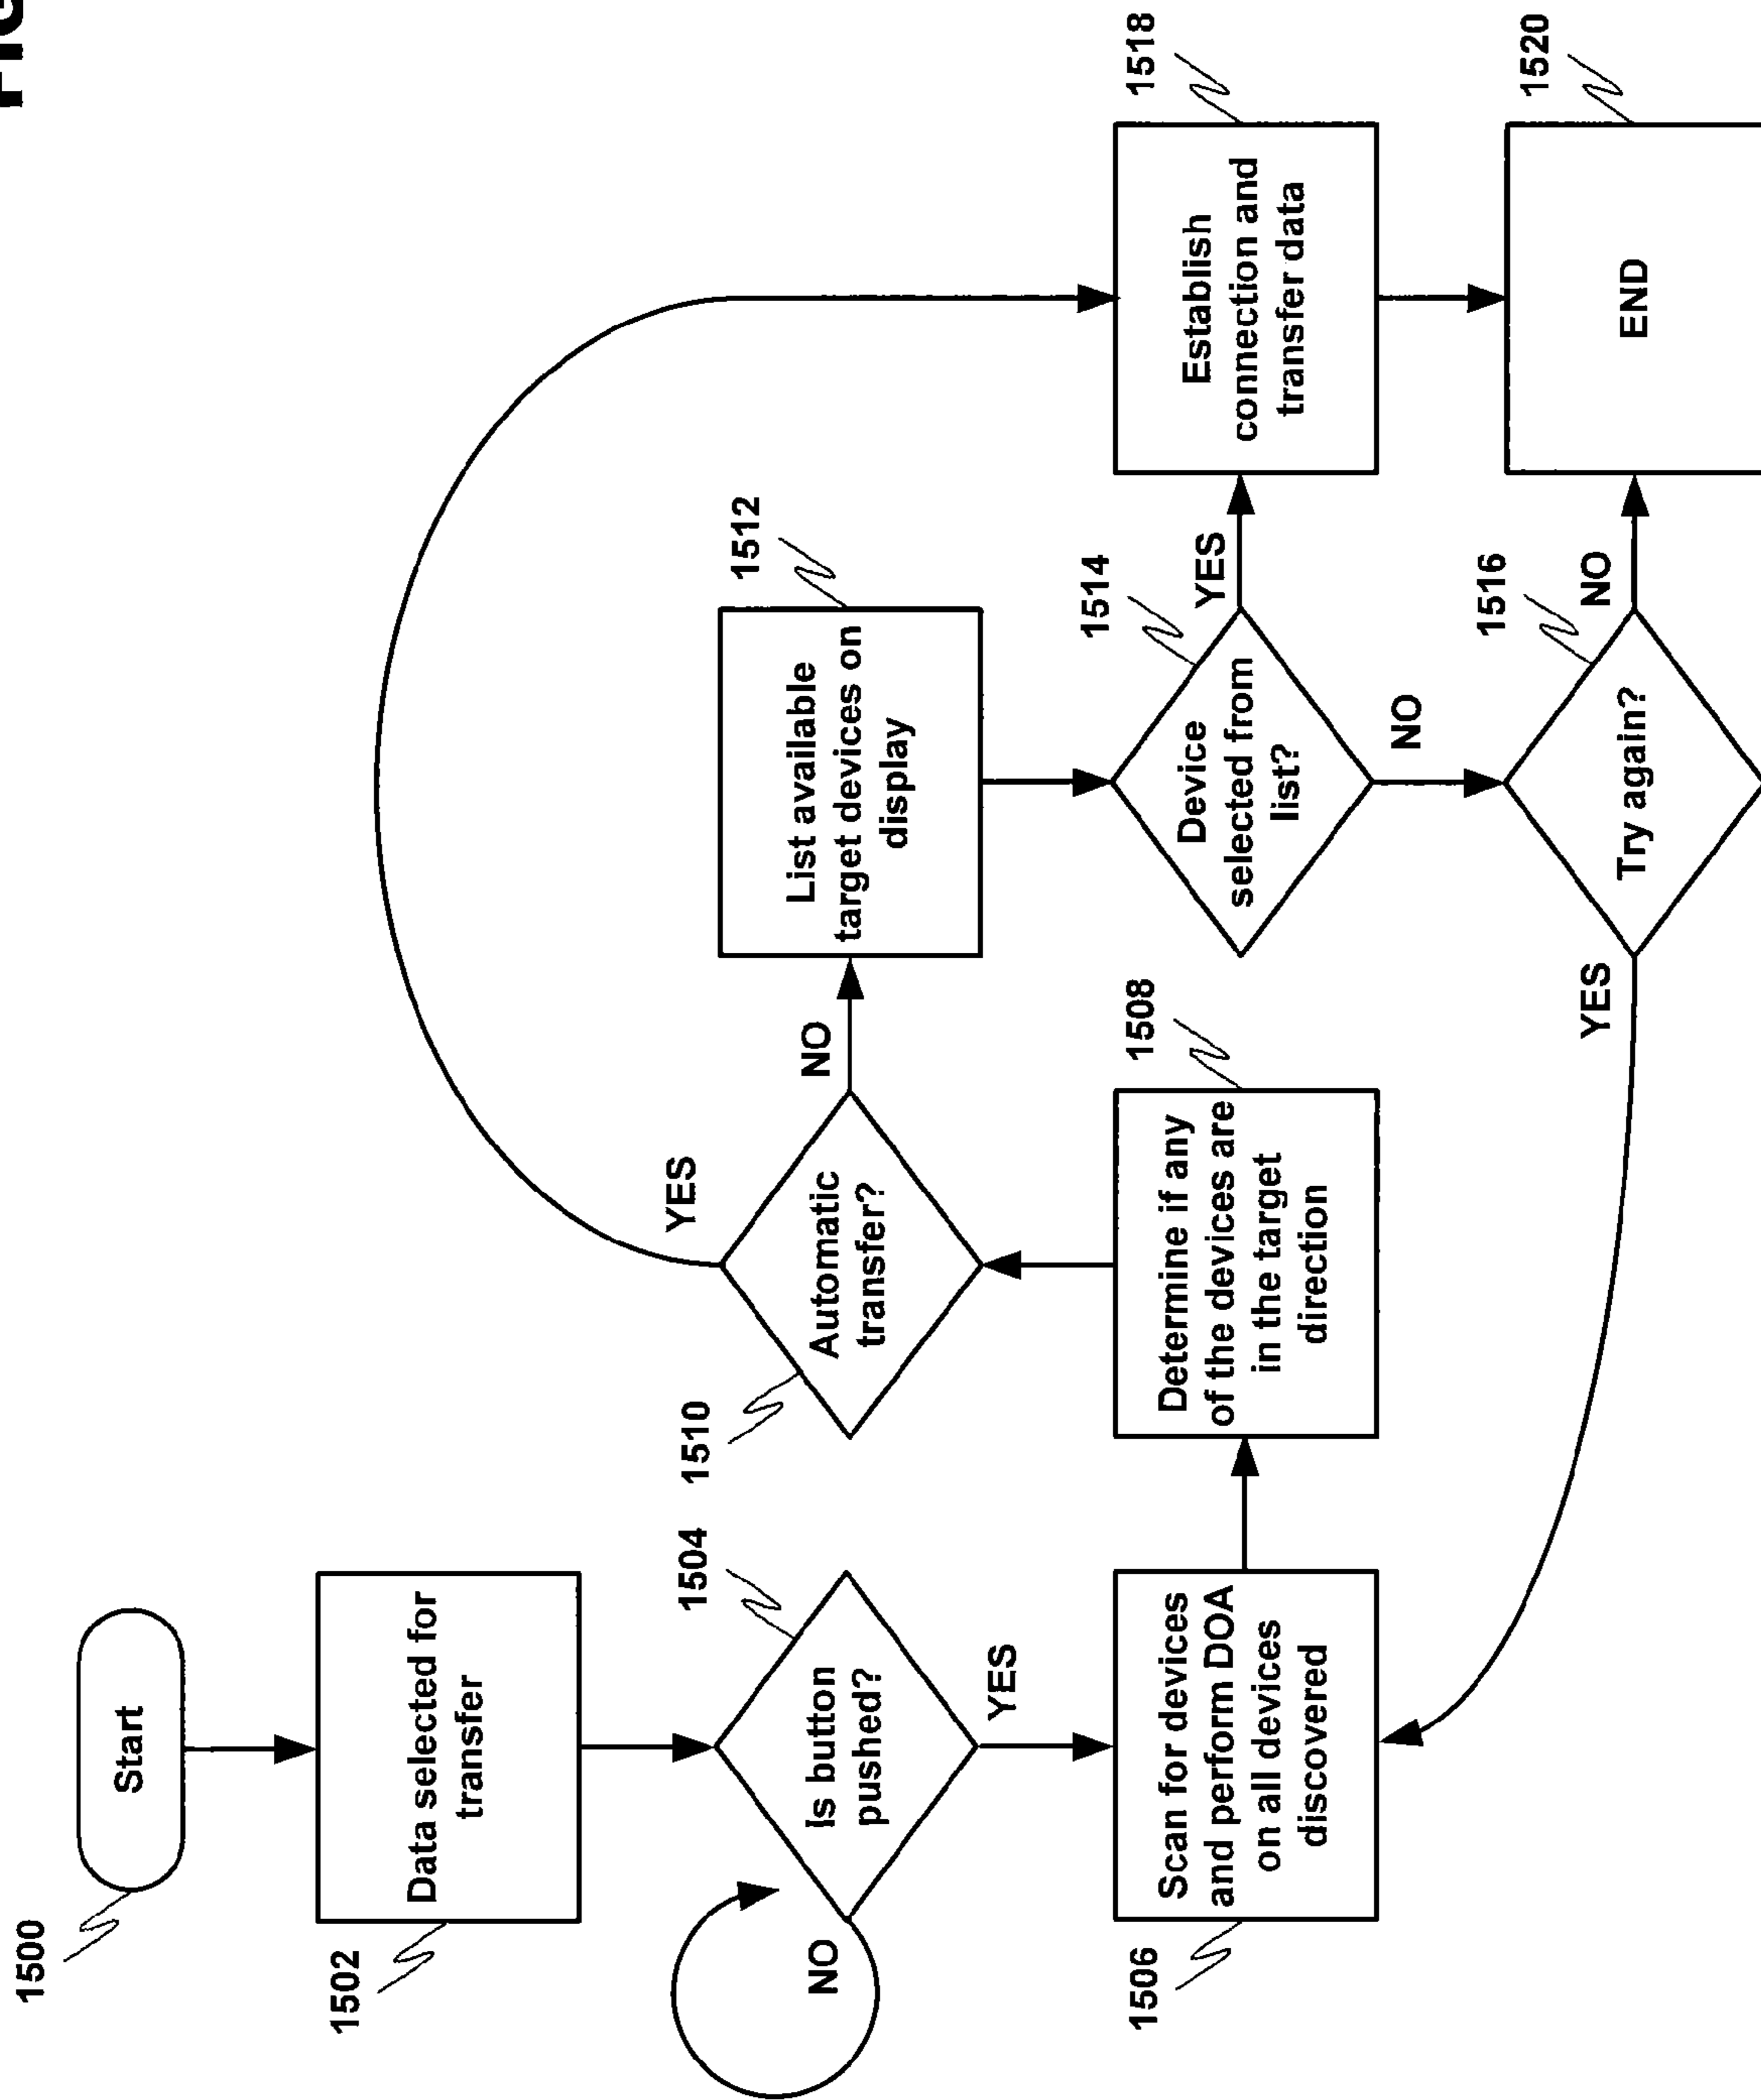 1500
Start
1502
Data selected for
transfer
1504
Is button
pushed?
NO
YES
1506
Scan for devices
and perform DOA
on all devices
discovered
1508
Determine if any
of the devices are
in the target
direction
1510
Automatic
transfer?
YES
NO
1512
List available
target devices on
display
1514
Device
selected from
list?
YES
NO
1516
Try again?
YES
NO
1518
Establish
connection and
transfer data
1520
END